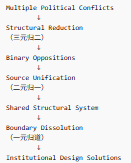 Multiple Political Conflicts
↓
Structural Reduction
（三元归二）
↓
Binary Oppositions
↓
Source Unification
（二元归一）
↓
Shared Structural System
↓
Boundary Dissolution
（一元归道）
↓
Institutional Design Solutions